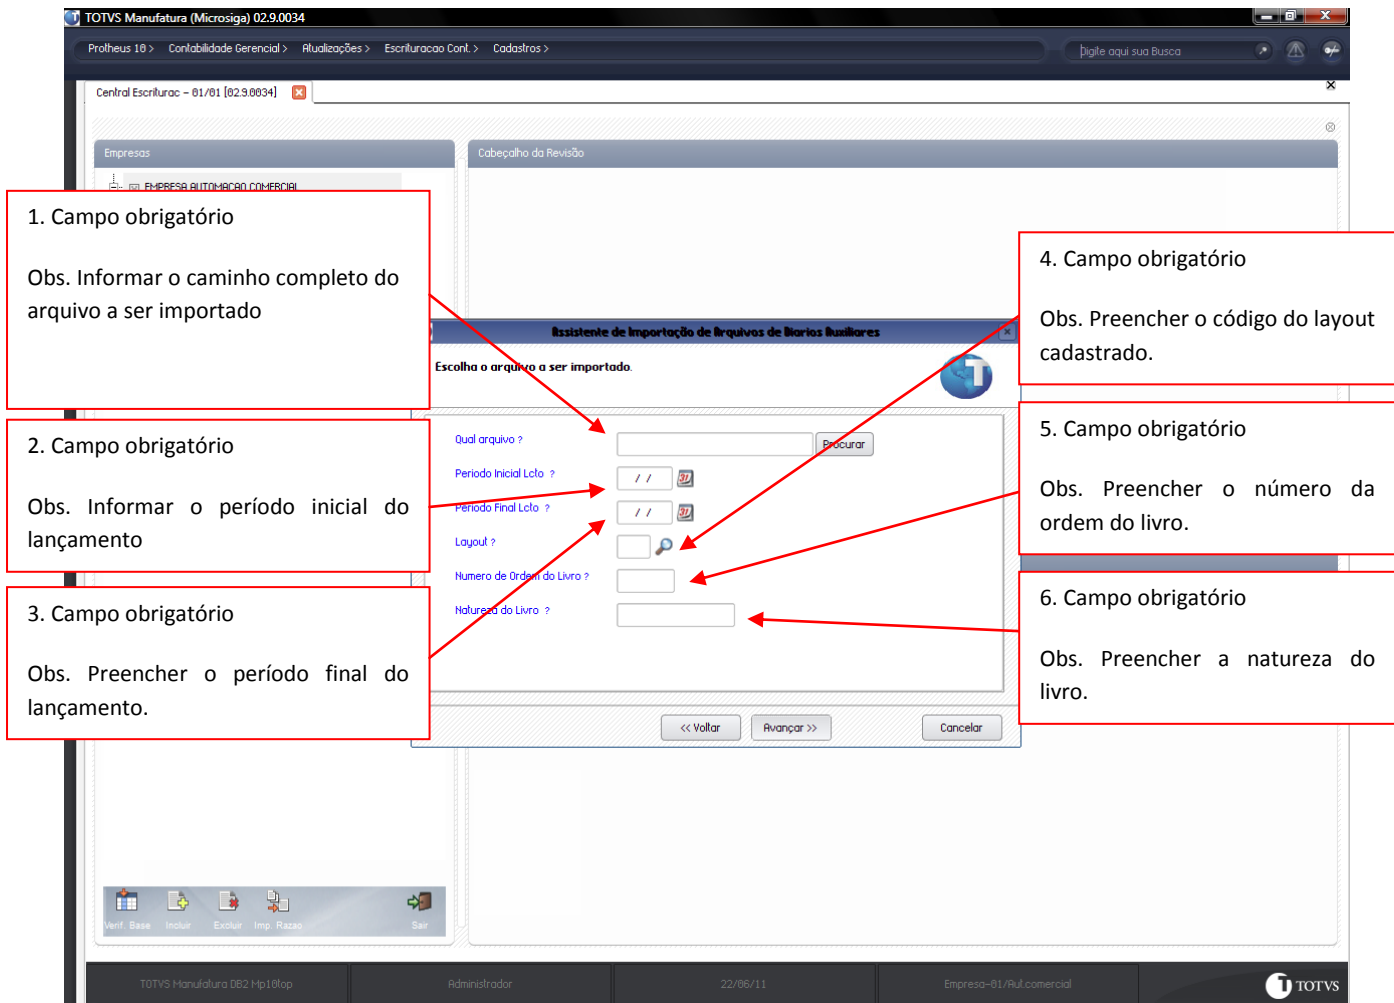 TOTVS Manufatura (Microsiga) 02.9.0034
Protheus 10 > Contabilidade Gerencial > Atualizações > Escrituracao Cont. > Cadastros >
Digite aqui sua Busca
Central Escriturac - 01/01 [02.9.0034]
Empresas
Cabeçalho da Revisão
EMPRESA AUTOMACAO COMERCIAL
1. Campo obrigatório
Obs. Informar o caminho completo do
arquivo a ser importado
2. Campo obrigatório
Obs. Informar o período inicial do
lançamento
3. Campo obrigatório
Obs. Preencher o período final do
lançamento.
Assistente de Importação de Arquivos de Diarios Auxiliares
Escolha o arquivo a ser importado.
Qual arquivo ?
Procurar
Periodo Inicial Lcto ?
/ /
Periodo Final Lcto ?
/ /
Layout ?
Numero de Ordem do Livro ?
Natureza do Livro ?
<< Voltar
Avançar >>
Cancelar
4. Campo obrigatório
Obs. Preencher o código do layout
cadastrado.
5. Campo obrigatório
Obs. Preencher o número da
ordem do livro.
6. Campo obrigatório
Obs. Preencher a natureza do
livro.
Verif. Base Incluir Excluir Imp. Razao Sair
TOTVS Manufatura DB2 Mp10top Administrador 22/06/11 Empresa-01/Aut.comercial
TOTVS